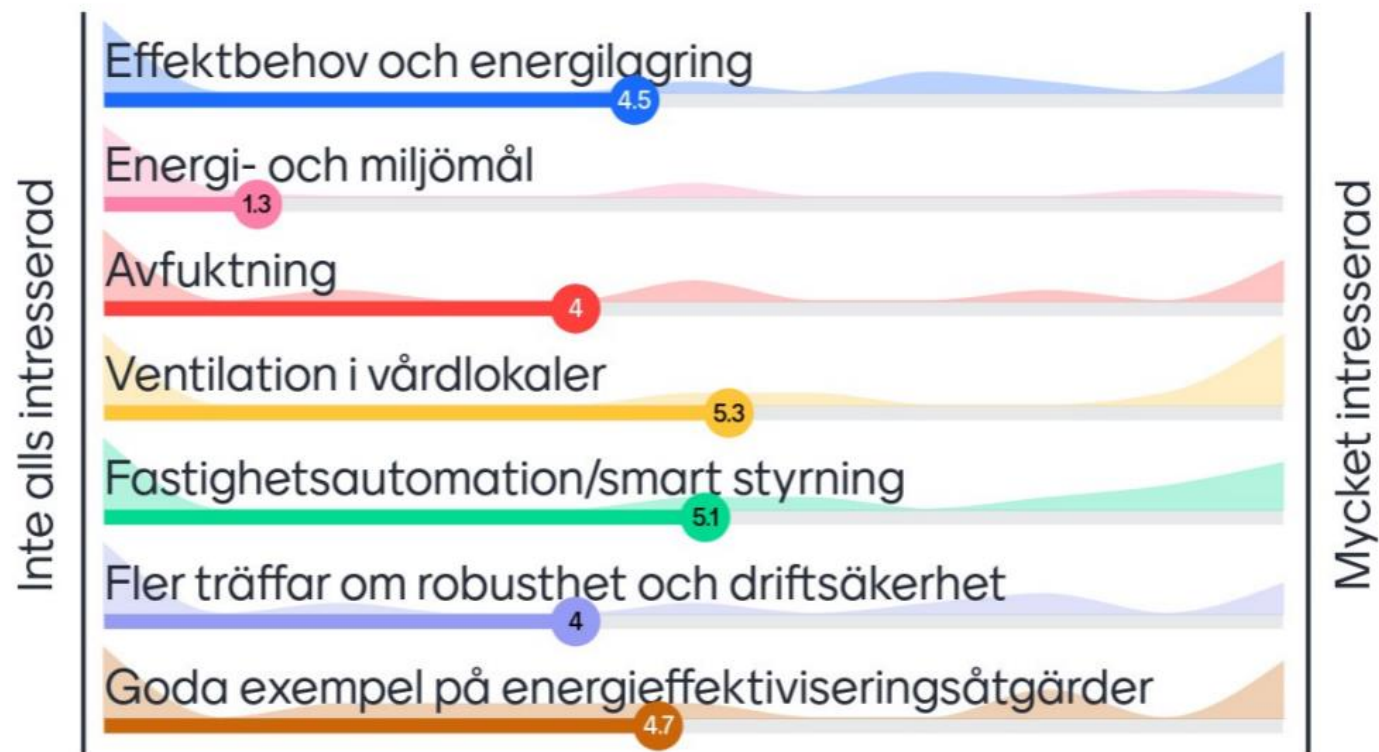 Inte alls intresserad
Effektbehov och energilagring
4.5
Energi- och miljömål
1.3
Avfuktning
4
Ventilation i vårdlokaler
5.3
Fastighetsautomation/smart styrning
5.1
Fler träffar om robusthet och driftsäkerhet
4
Goda exempel på energieffektiviseringsåtgärder
4.7
Mycket intresserad